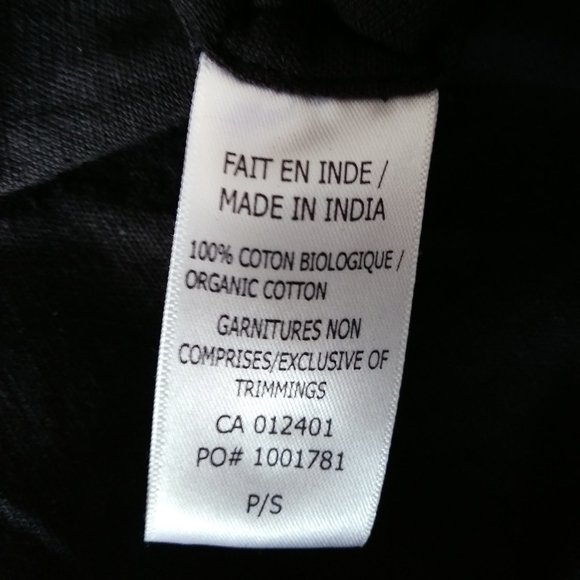 FAIT EN INDE /
MADE IN INDIA
100% COTON BIOLOGIQUE /
ORGANIC COTTON
GARNITURES NON
COMPRISES/EXCLUSIVE OF
TRIMMINGS
CA 012401
PO# 1001781
P/S